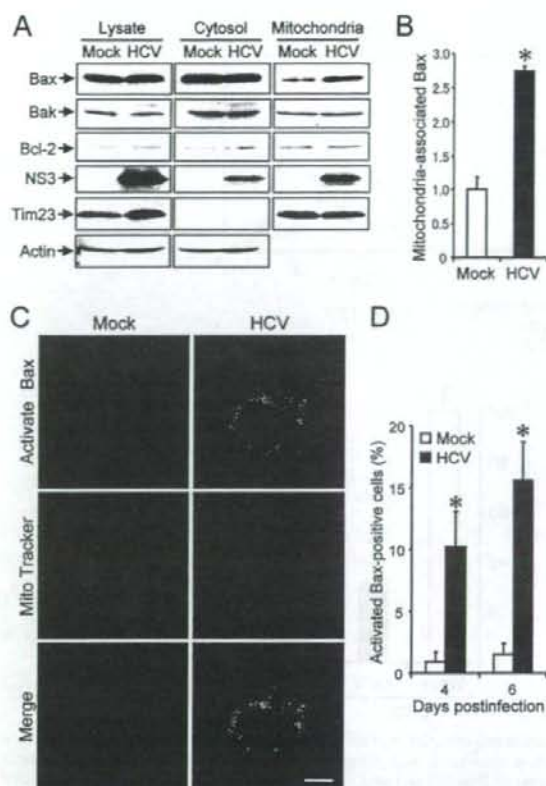 A
Lysate Cytosol Mitochondria
Mock HCV Mock HCV Mock HCV
Bax
Bak
Bcl-2
NS3
Tim23
Actin
B
Mitochondria-associated Bax
3.0
2.5
2.0
1.5
1.0
0.5
0
*
Mock HCV
C
Mock HCV
Activate Bax
Mito Tracker
Merge
D
Activated Bax-positive cells (%)
20
15
10
5
0
Mock
HCV
*
*
4 6
Days postinfection